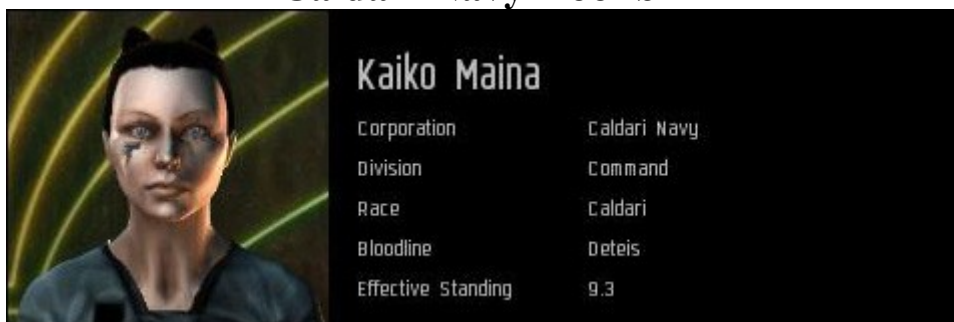 Kaiko Maina
Corporation Caldari Navy
Division Command
Race Caldari
Bloodline Deteis
Effective Standing 9.3